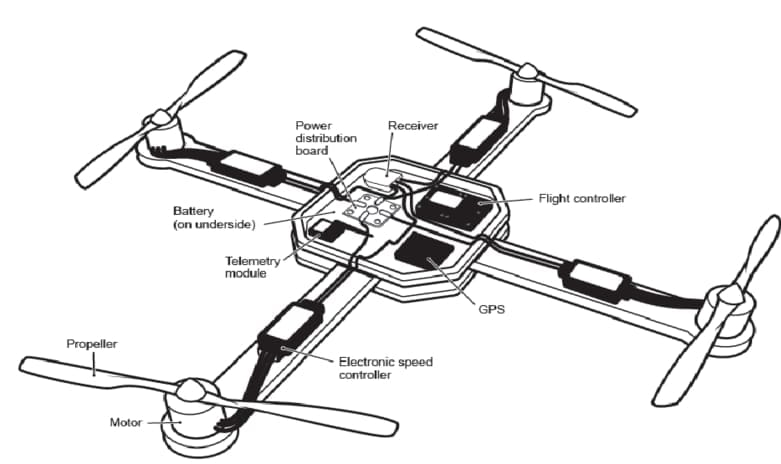 Power
distribution
board
Receiver
Flight controller
Battery
(on underside)
Telemetry
module
GPS
Propeller
Electronic speed
controller
Motor